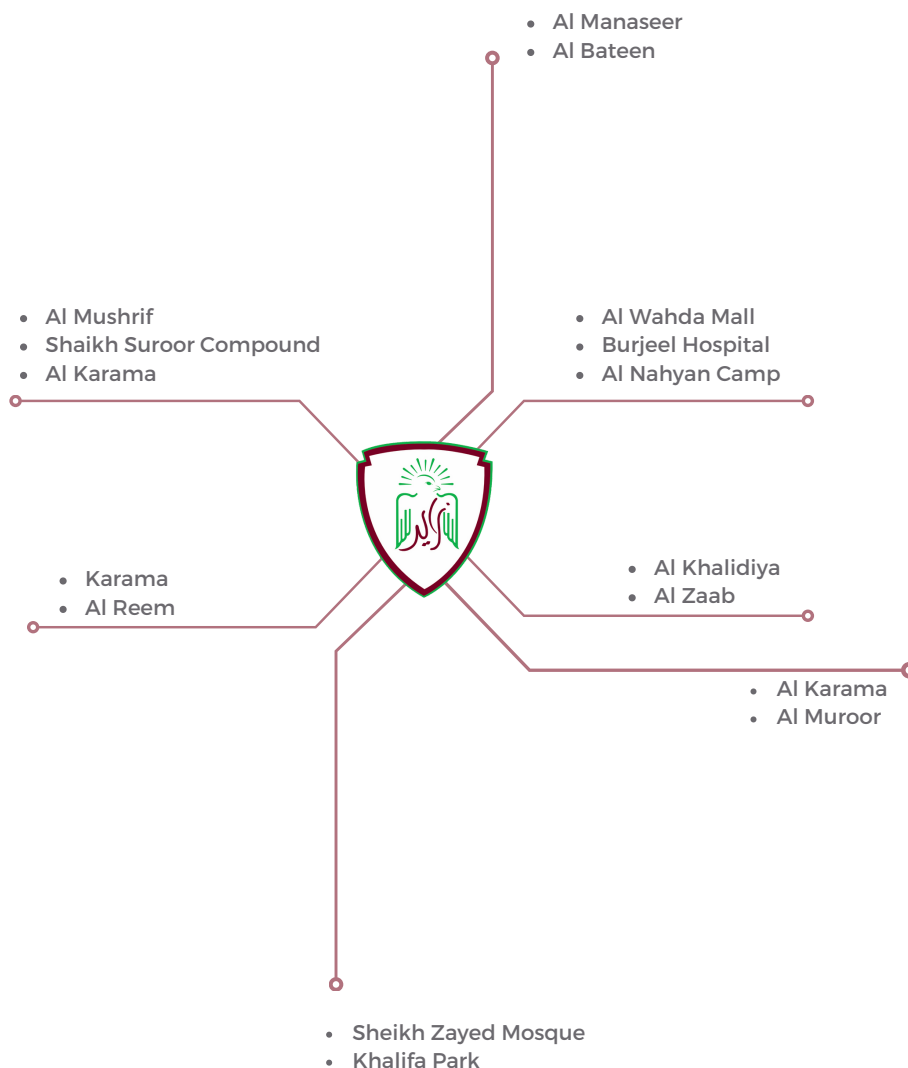 • Al Manaseer
• Al Bateen
• Al Mushrif
• Shaikh Suroor Compound
• Al Karama
• Al Wahda Mall
• Burjeel Hospital
• Al Nahyan Camp
زايد
• Karama
• Al Reem
• Al Khalidiya
• Al Zaab
• Al Karama
• Al Muroor
• Sheikh Zayed Mosque
• Khalifa Park